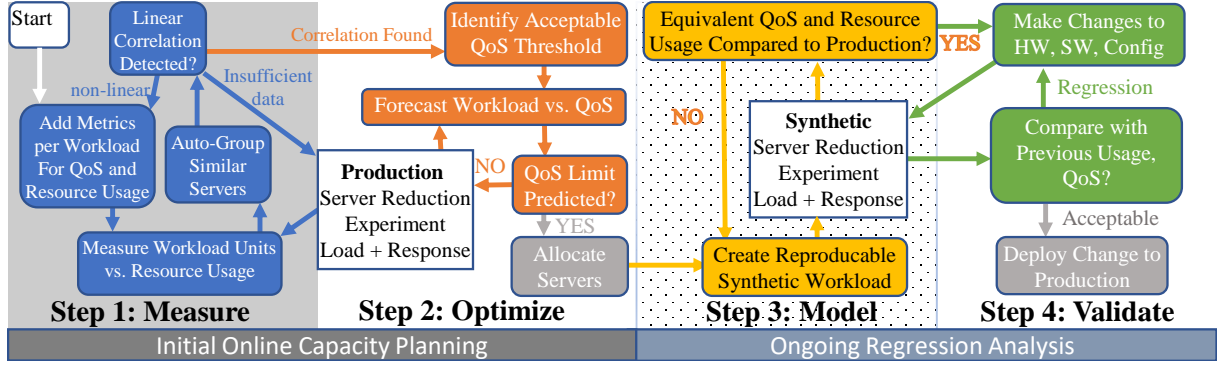 Start
Linear
Correlation
Detected?
non-linear
Insufficient
data
Correlation Found
Add Metrics
per Workload
For QoS and
Resource Usage
Auto-Group
Similar
Servers
Measure Workload Units
vs. Resource Usage
Step 1: Measure
Identify Acceptable
QoS Threshold
Forecast Workload vs. QoS
Production
Server Reduction
Experiment
Load + Response
NO
QoS Limit
Predicted?
YES
Allocate
Servers
Step 2: Optimize
Initial Online Capacity Planning
Equivalent QoS and Resource
Usage Compared to Production?
YES
NO
Synthetic
Server Reduction
Experiment
Load + Response
Create Reproducable
Synthetic Workload
Step 3: Model
Make Changes to
HW, SW, Config
Regression
Compare with
Previous Usage,
QoS?
Acceptable
Deploy Change to
Production
Step 4: Validate
Ongoing Regression Analysis